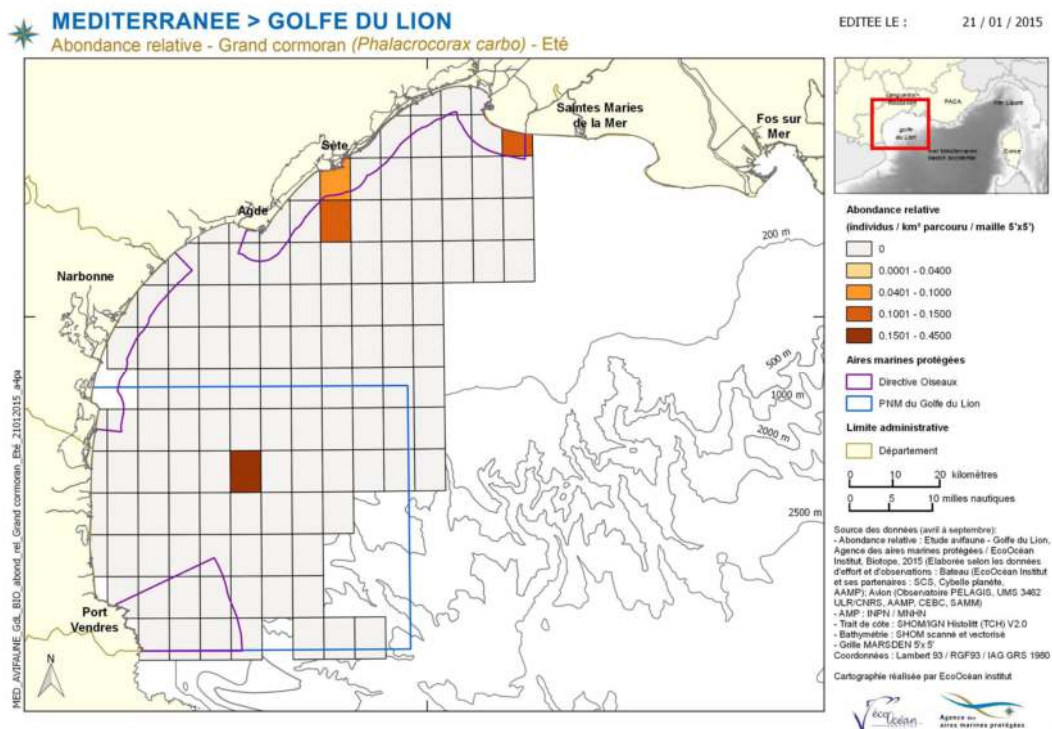 MEDITERRANEE > GOLFE DU LION
Abondance relative - Grand cormoran (Phalacrocorax carbo) - Eté
EDITEE LE : 21 / 01 / 2015
Saintes Maries
de la Mer
Fos sur
Mer
Sète
Agde
Narbonne
Port
Vendres
200 m
500 m
1000 m
2000 m
2500 m
N
MED_AVIFAUNE_GdL_BIO_abond_rel_Grand cormoran_Eté_21012015_a4pa
PACA
golfe
du Lion
Corse
Abondance relative
(individus / km² parcouru / maille 5'x5')
0
0.0001 - 0.0400
0.0401 - 0.1000
0.1001 - 0.1500
0.1501 - 0.4500
Aires marines protégées
Directive Oiseaux
PNM du Golfe du Lion
Limite administrative
Département
0 10 20 kilomètres
0 5 10 milles nautiques
Source des données (avril à septembre):
- Abondance relative : Etude avifaune - Golfe du Lion,
Agence des aires marines protégées / EcoOcéan
Institut, Biotope, 2015 (Elaborée selon les données
d'effort et d'observations : Bateau (EcoOcéan Institut
et ses partenaires : SCS, Cybelle planète,
AAMP); Avion (Observatoire PELAGIS, UMS 3462
ULR/CNRS, AAMP, CEBC, SAMM)
- AMP : INPN / MNHN
- Trait de côte : SHOM/IGN Histolitt (TCH) V2.0
- Bathymétrie : SHOM scanné et vectorisé
- Grille MARSDEN 5'x 5'
Coordonnées : Lambert 93 / RGF93 / IAG GRS 1980
Cartographie réalisée par EcoOcéan institut
éco
Océan
Agence des
aires marines protégées